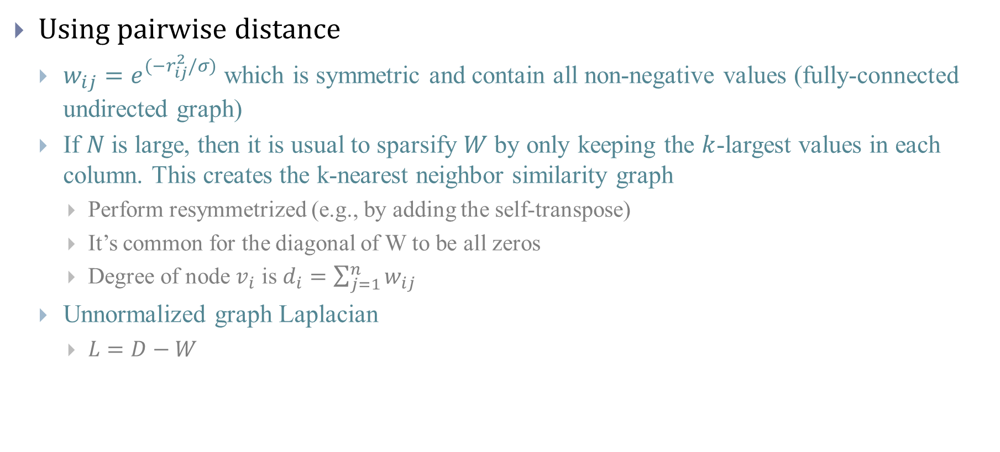 Using pairwise distance
w_{ij} = e^{(-r_{ij}^2/σ)} which is symmetric and contain all non-negative values (fully-connected
undirected graph)
If N is large, then it is usual to sparsify W by only keeping the k-largest values in each
column. This creates the k-nearest neighbor similarity graph
Perform resymmetrized (e.g., by adding the self-transpose)
It’s common for the diagonal of W to be all zeros
Degree of node v_i is d_i = ∑_{j=1}^{n} w_{ij}
Unnormalized graph Laplacian
L = D − W